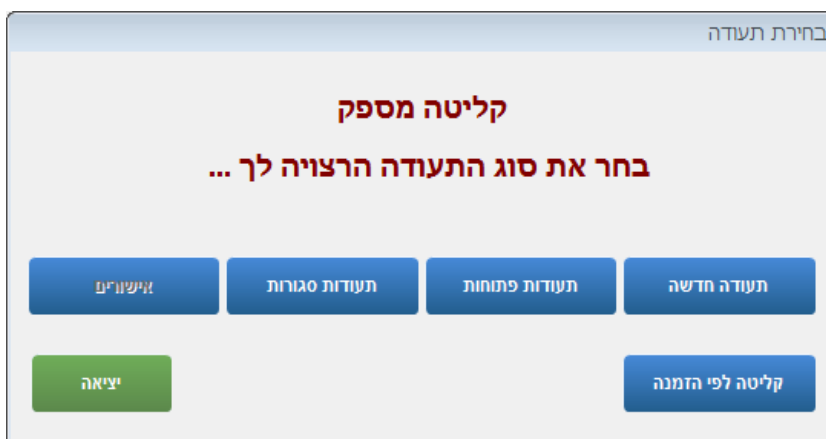 בחירת תעודה
קליטה מספק
בחר את סוג התעודה הרצויה לך ...
תעודה חדשה
תעודות פתוחות
תעודות סגורות
אישורים
קליטה לפי הזמנה
יציאה